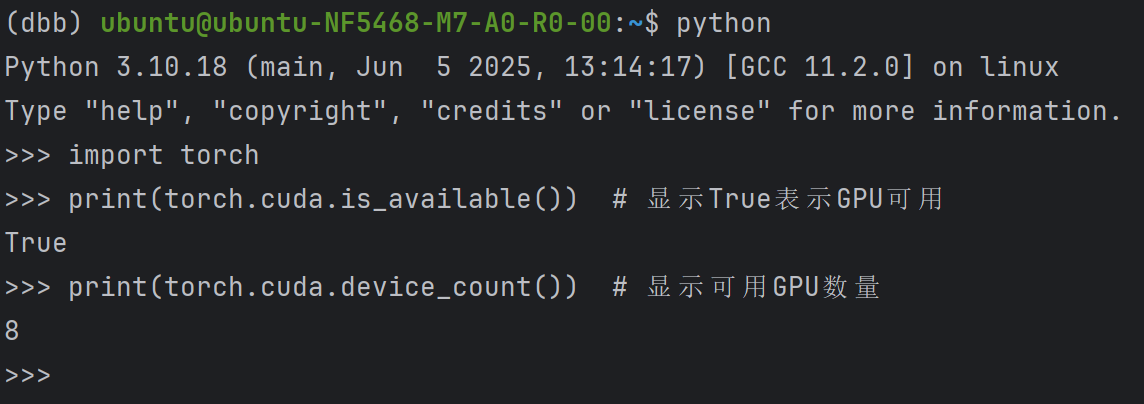 (dbb) ubuntu@ubuntu-NF5468-M7-A0-R0-00:~$ python
Python 3.10.18 (main, Jun  5 2025, 13:14:17) [GCC 11.2.0] on linux
Type "help", "copyright", "credits" or "license" for more information.
>>> import torch
>>> print(torch.cuda.is_available())  # 显示True表示GPU可用
True
>>> print(torch.cuda.device_count())  # 显示可用GPU数量
8
>>>